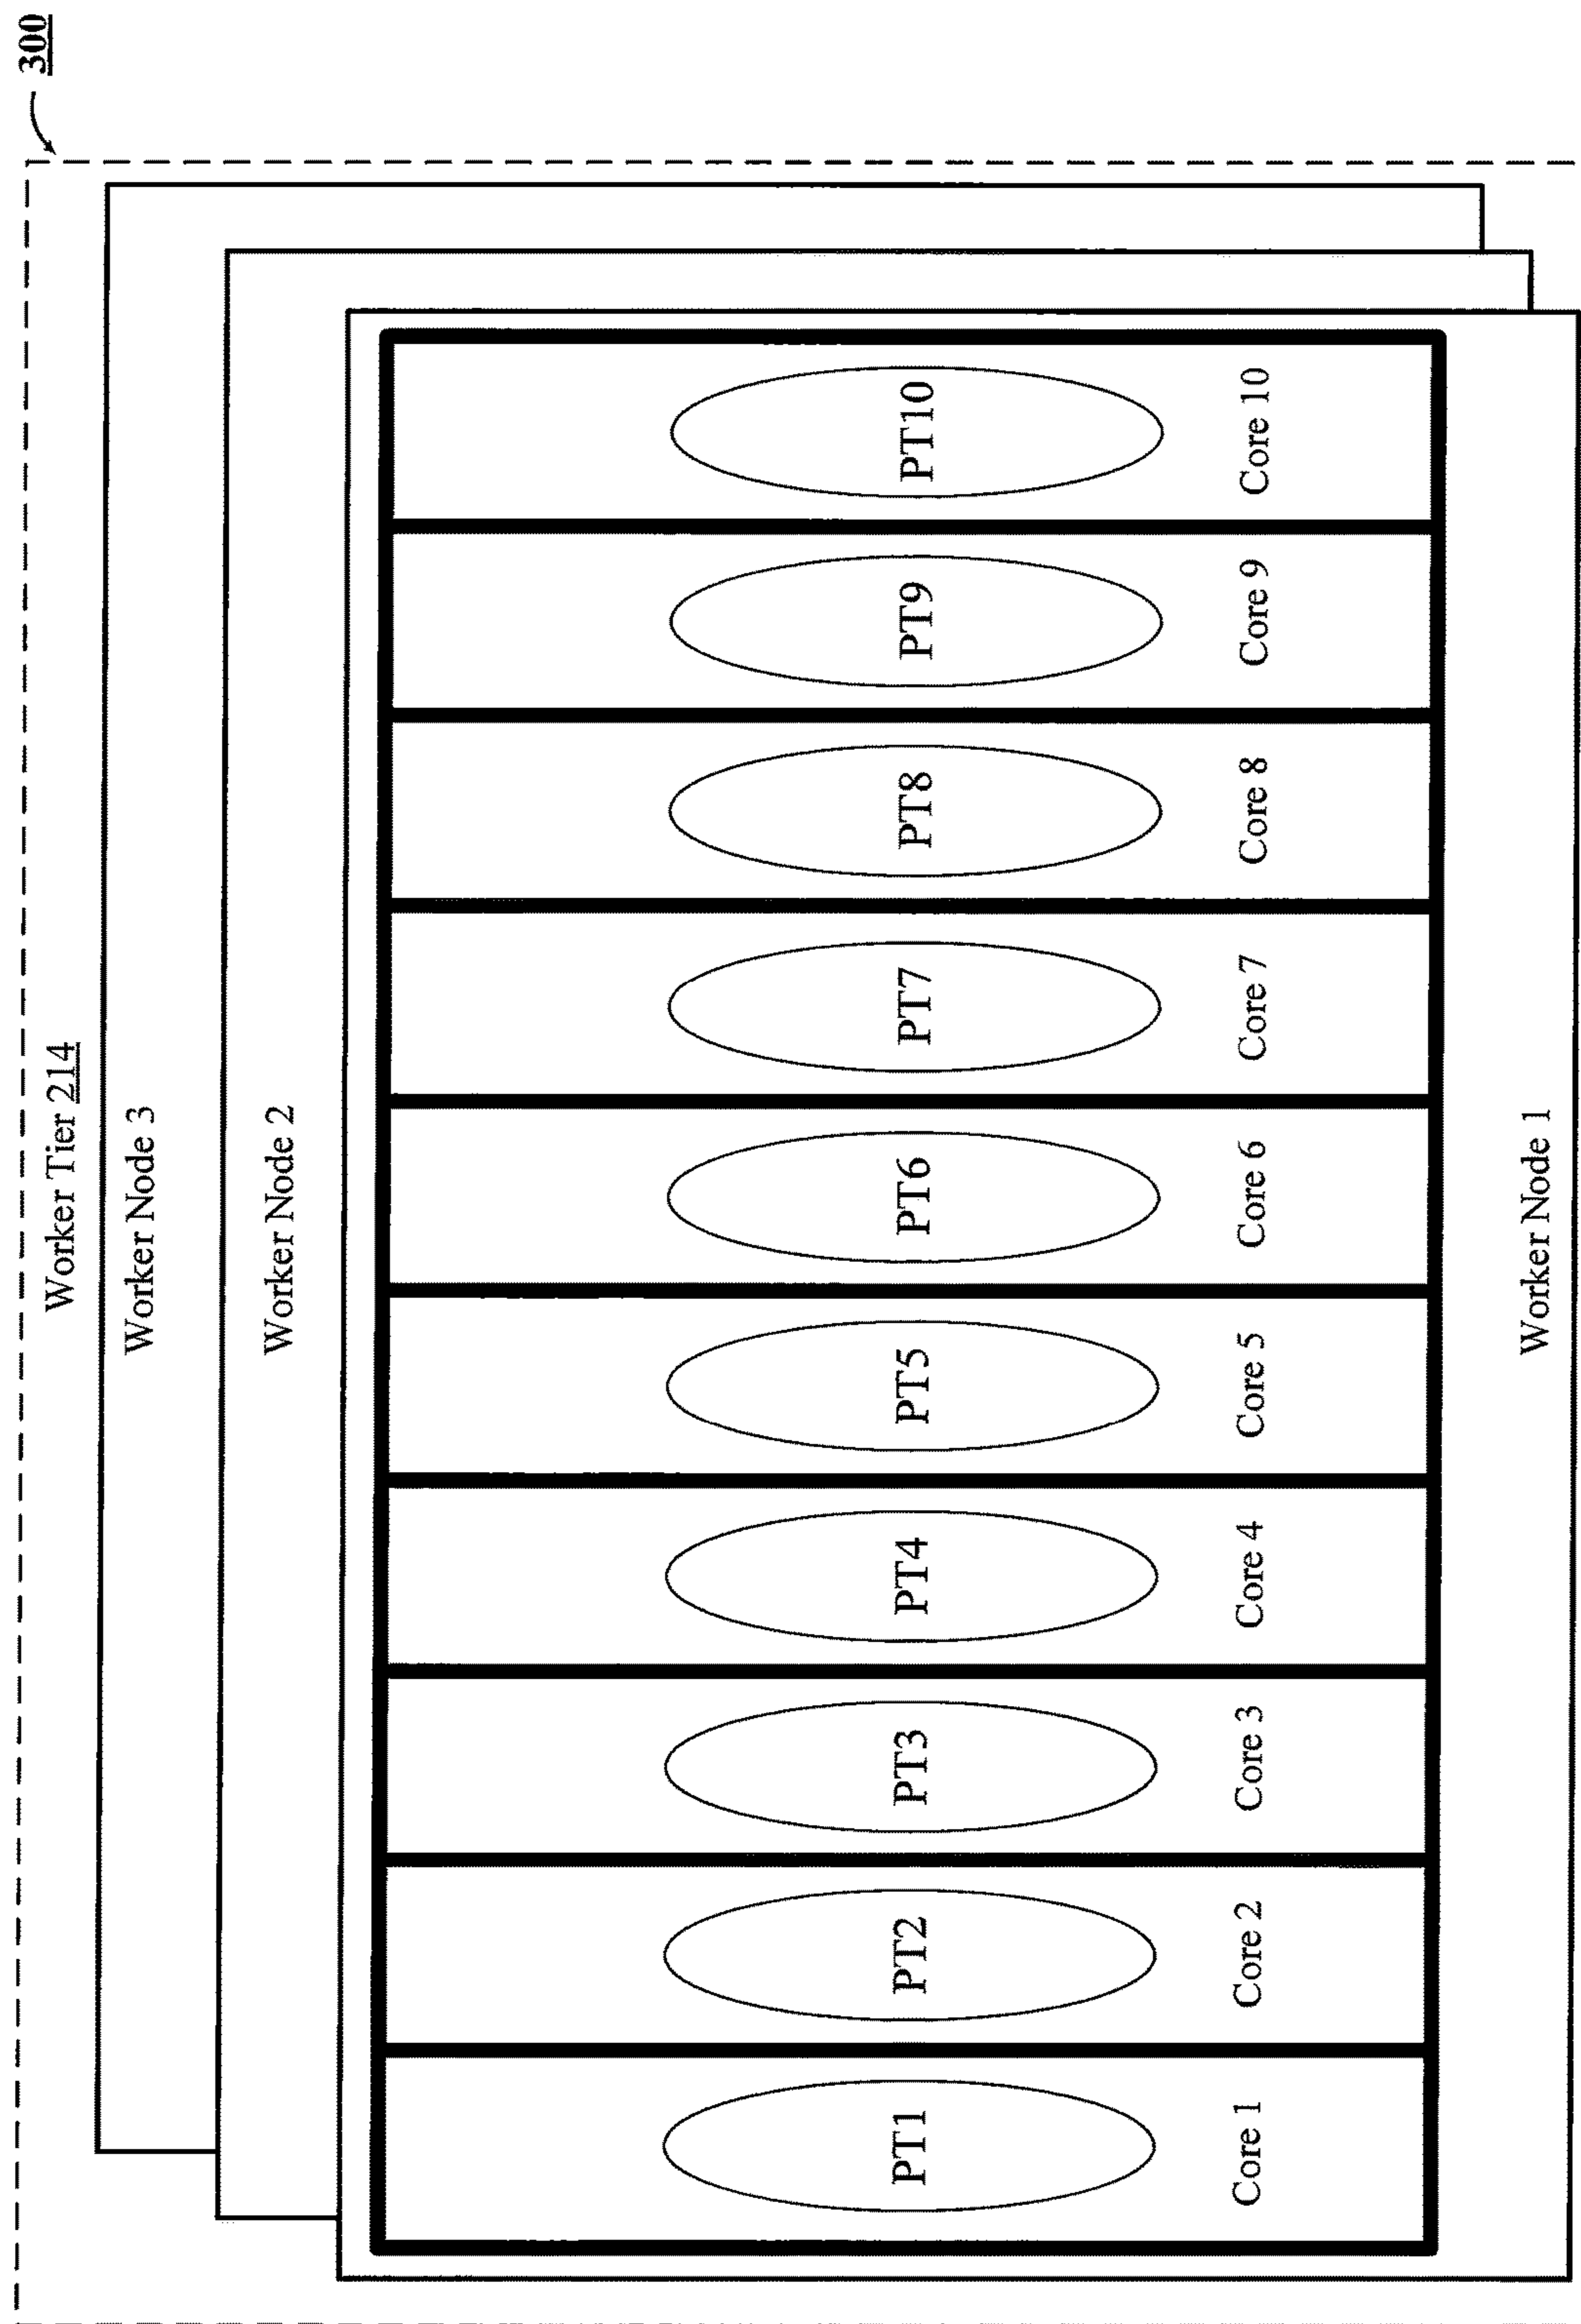 300
Worker Tier 214
Worker Node 3
Worker Node 2
PT1
PT2
PT3
PT4
PT5
PT6
PT7
PT8
PT9
PT10
Core 1
Core 2
Core 3
Core 4
Core 5
Core 6
Core 7
Core 8
Core 9
Core 10
Worker Node 1